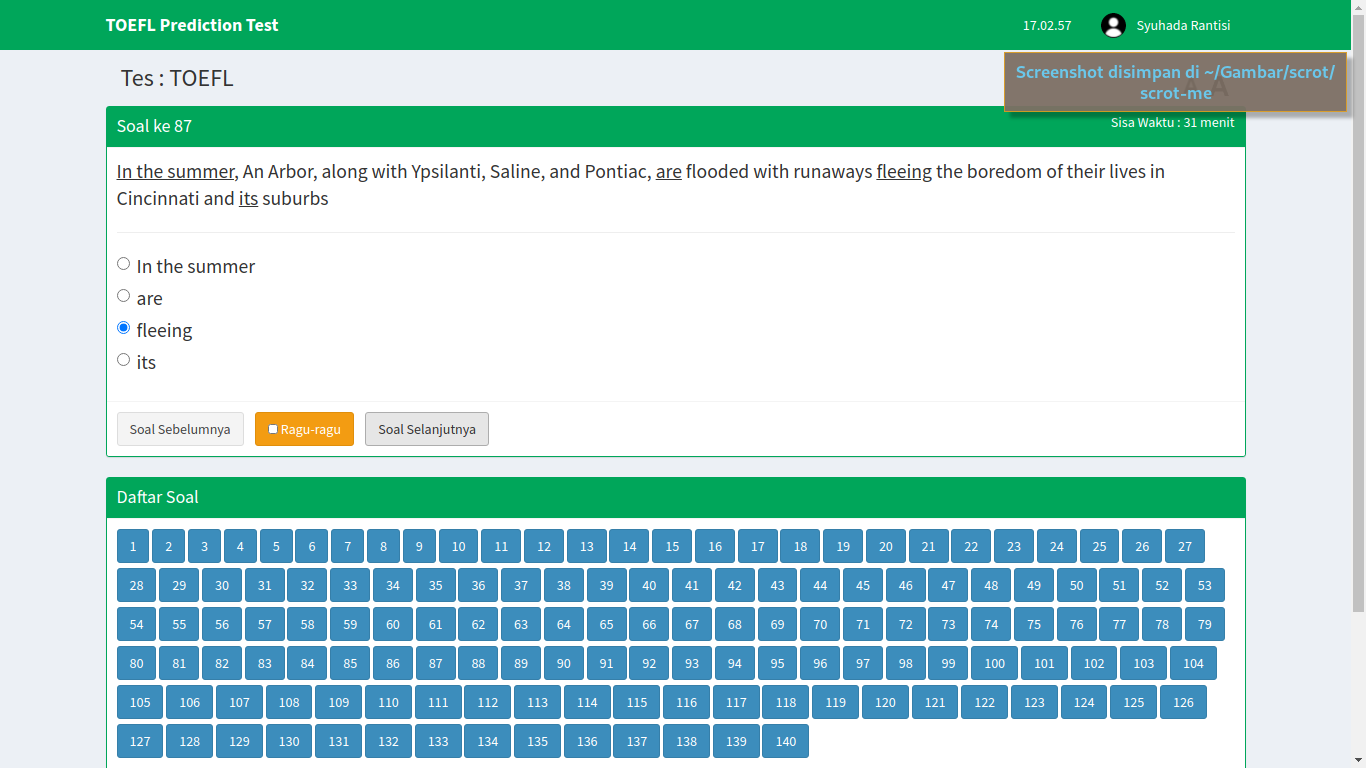 TOEFL Prediction Test
17.02.57
Syuhada Rantisi
Tes : TOEFL
Screenshot disimpan di ~/Gambar/scrot/
scrot-me
A
Soal ke 87
Sisa Waktu : 31 menit
In the summer, An Arbor, along with Ypsilanti, Saline, and Pontiac, are flooded with runaways fleeing the boredom of their lives in
Cincinnati and its suburbs
In the summer
are
fleeing
its
Soal Sebelumnya
Ragu-ragu
Soal Selanjutnya
Daftar Soal
1 2 3 4 5 6 7 8 9 10 11 12 13 14 15 16 17 18 19 20 21 22 23 24 25 26 27
28 29 30 31 32 33 34 35 36 37 38 39 40 41 42 43 44 45 46 47 48 49 50 51 52 53
54 55 56 57 58 59 60 61 62 63 64 65 66 67 68 69 70 71 72 73 74 75 76 77 78 79
80 81 82 83 84 85 86 87 88 89 90 91 92 93 94 95 96 97 98 99 100 101 102 103 104
105 106 107 108 109 110 111 112 113 114 115 116 117 118 119 120 121 122 123 124 125 126
127 128 129 130 131 132 133 134 135 136 137 138 139 140